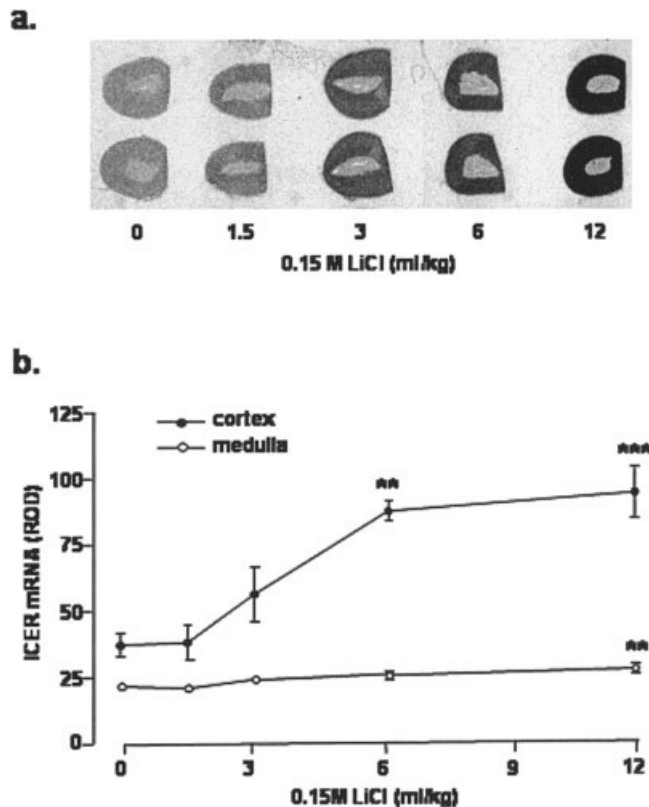 a.
0 1.5 3 6 12
0.15 M LiCl (ml/kg)
b.
125
100
75
50
25
0
ICER mRNA (ROD)
cortex
medulla
**
***
**
0 3 6 9 12
0.15M LiCl (ml/kg)